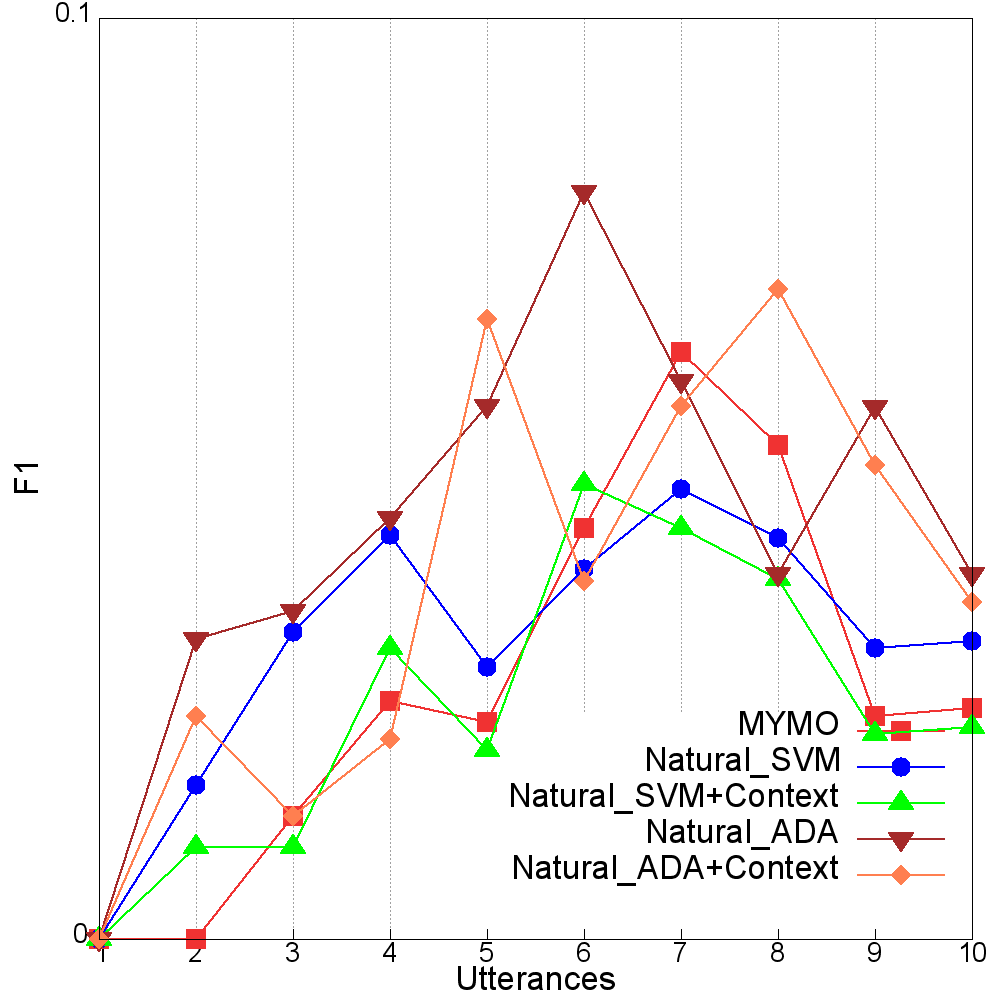 0.1
F1
MYMO
Natural_SVM
Natural_SVM+Context
Natural_ADA
Natural_ADA+Context
0
1 2 3 4 5 6 7 8 9 10
Utterances